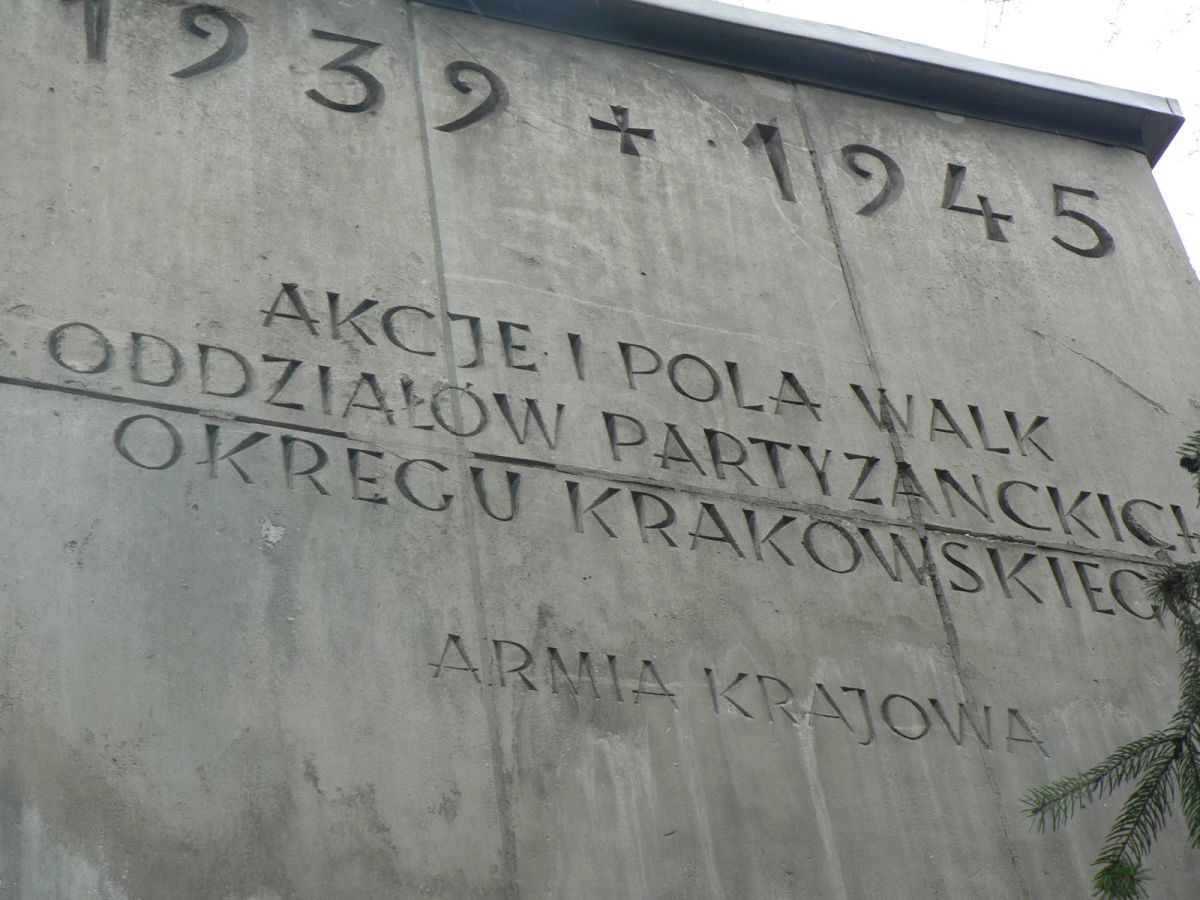 1939 + 1945
AKCJE I POLA WALK
ODDZIAŁÓW PARTYZANCKICH
OKRĘGU KRAKOWSKIEGO
ARMIA KRAJOWA